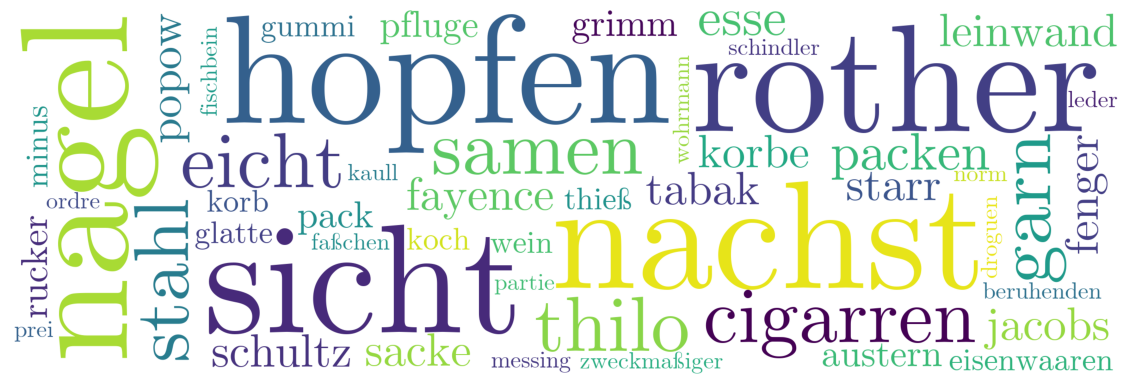 nagel
hopfen
rother
sicht
nachst
eicht
samen
stahl
thilo
cigarren
garn
popow
gummi
pfluge
grimm
esse
schindler
leinwand
fischbein
leder
minus
wohrmann
korbe
packen
kaull
fayence
thieß
tabak
starr
norm
fenger
ordre
korb
pack
glatte
faßchen
koch
wein
droguen
rucker
partie
beruhenden
prei
jacobs
schultz
sacke
messing
zweckmaßiger
austern
eisenwaaren